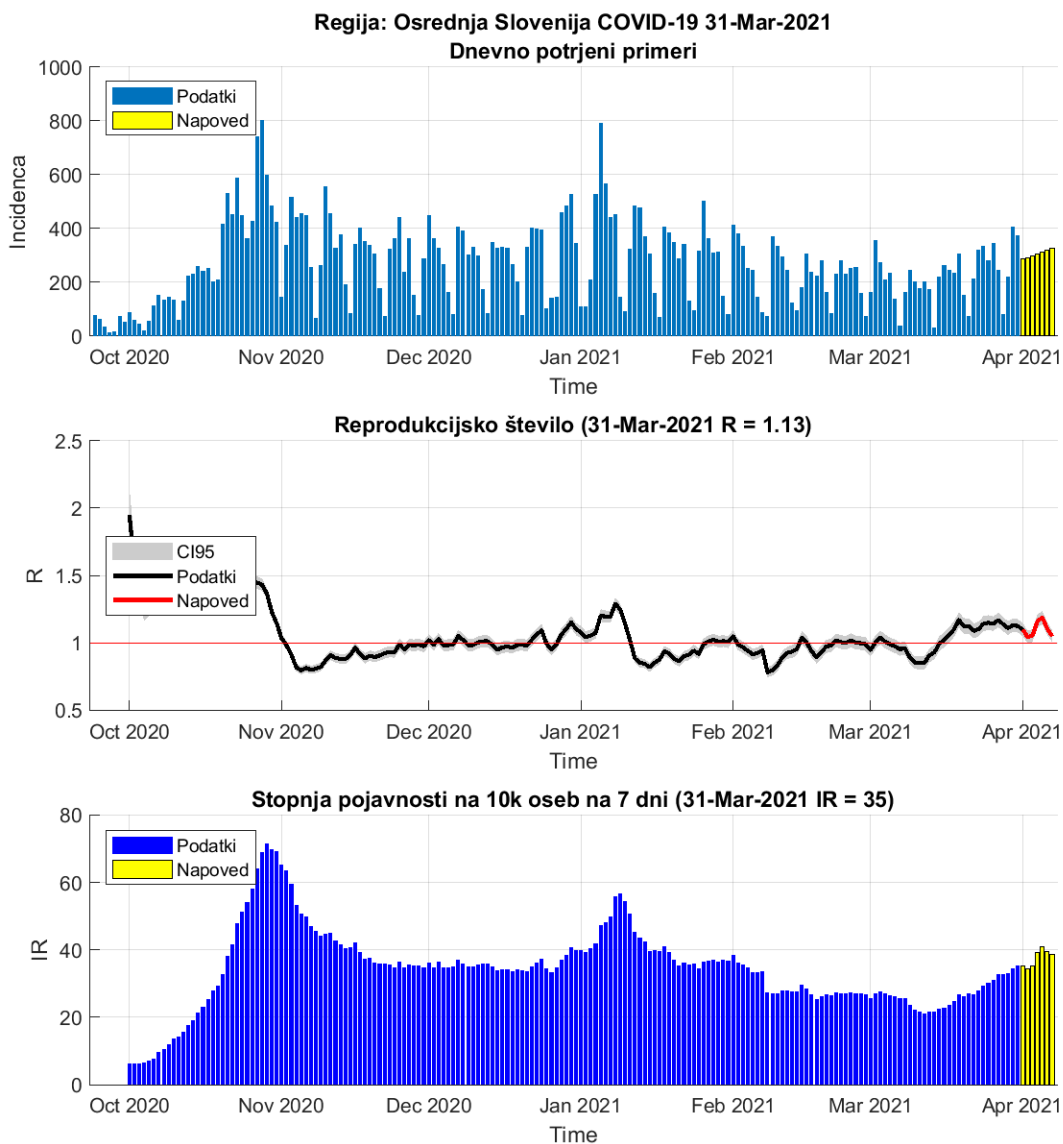 Regija: Osrednja Slovenija COVID-19 31-Mar-2021
Dnevno potrjeni primeri
1000
800
600
400
200
0
Incidenca
Podatki
Napoved
Oct 2020 Nov 2020 Dec 2020 Jan 2021 Feb 2021 Mar 2021 Apr 2021
Time
Reprodukcijsko število (31-Mar-2021 R = 1.13)
2.5
2
1.5
1
0.5
R
CI95
Podatki
Napoved
Oct 2020 Nov 2020 Dec 2020 Jan 2021 Feb 2021 Mar 2021 Apr 2021
Time
Stopnja pojavnosti na 10k oseb na 7 dni (31-Mar-2021 IR = 35)
80
60
40
20
0
IR
Podatki
Napoved
Oct 2020 Nov 2020 Dec 2020 Jan 2021 Feb 2021 Mar 2021 Apr 2021
Time